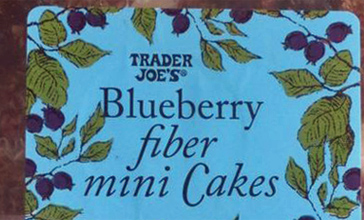 TRADER
JOE'S®
Blueberry
fiber
mini Cakes